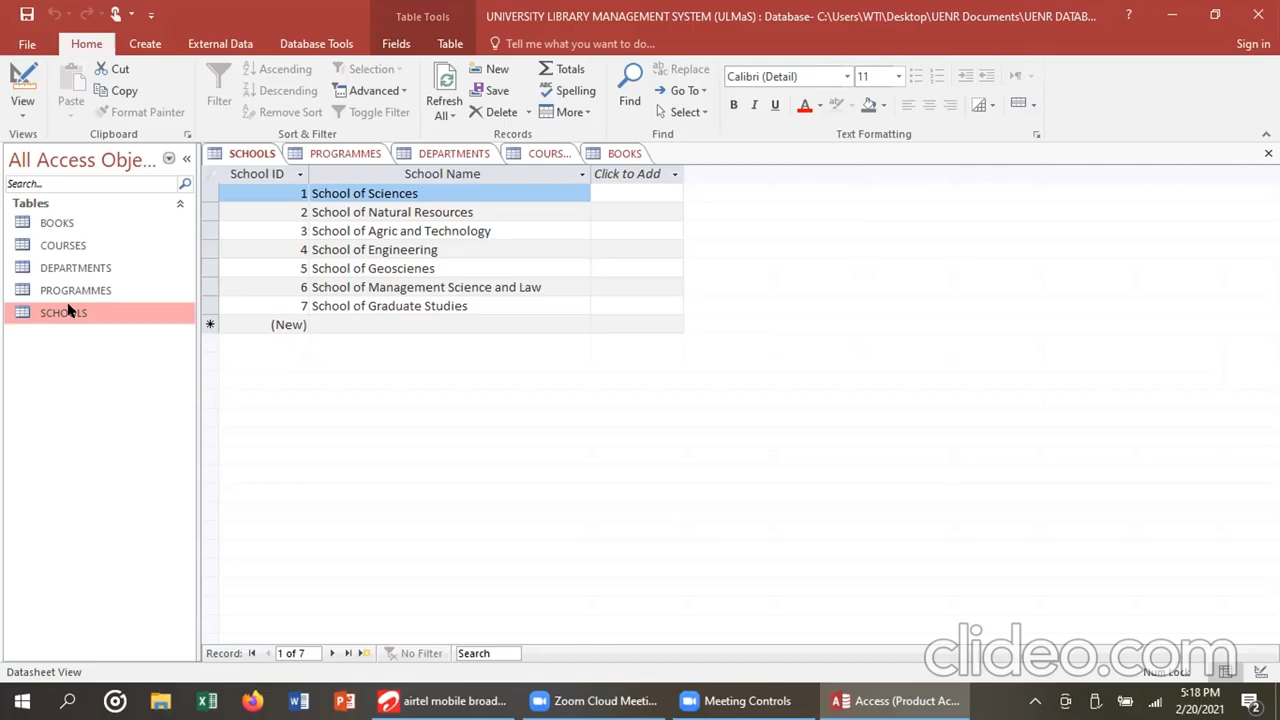 Table Tools
UNIVERSITY LIBRARY MANAGEMENT SYSTEM (ULMaS) : Database- C:\Users\WTI\Desktop\UENR Documents\UENR DATAB...
?
File Home Create External Data Database Tools Fields Table Tell me what you want to do... Sign in
View
Views
Paste
Cut
Copy
Format Painter
Clipboard
Filter
Ascending
Descending
Remove Sort
Selection
Advanced
Toggle Filter
Sort & Filter
Refresh
All
New
Save
Delete
Totals
Spelling
More
Records
Find
Replace
Go To
Select
Find
Calibri (Detail) 11
B I U A
Text Formatting
All Access Obje...
Search...
Tables
BOOKS
COURSES
DEPARTMENTS
PROGRAMMES
SCHOOLS
SCHOOLS PROGRAMMES DEPARTMENTS COURS... BOOKS
School ID School Name Click to Add
1 School of Sciences
2 School of Natural Resources
3 School of Agric and Technology
4 School of Engineering
5 School of Geoscienes
6 School of Management Science and Law
7 School of Graduate Studies
(New)
Record: 1 of 7 No Filter Search
clideo.com
Datasheet View
Num Lock
airtel mobile broad...
Zoom Cloud Meeti...
Meeting Controls
Access (Product Ac...
5:18 PM
2/20/2021
2